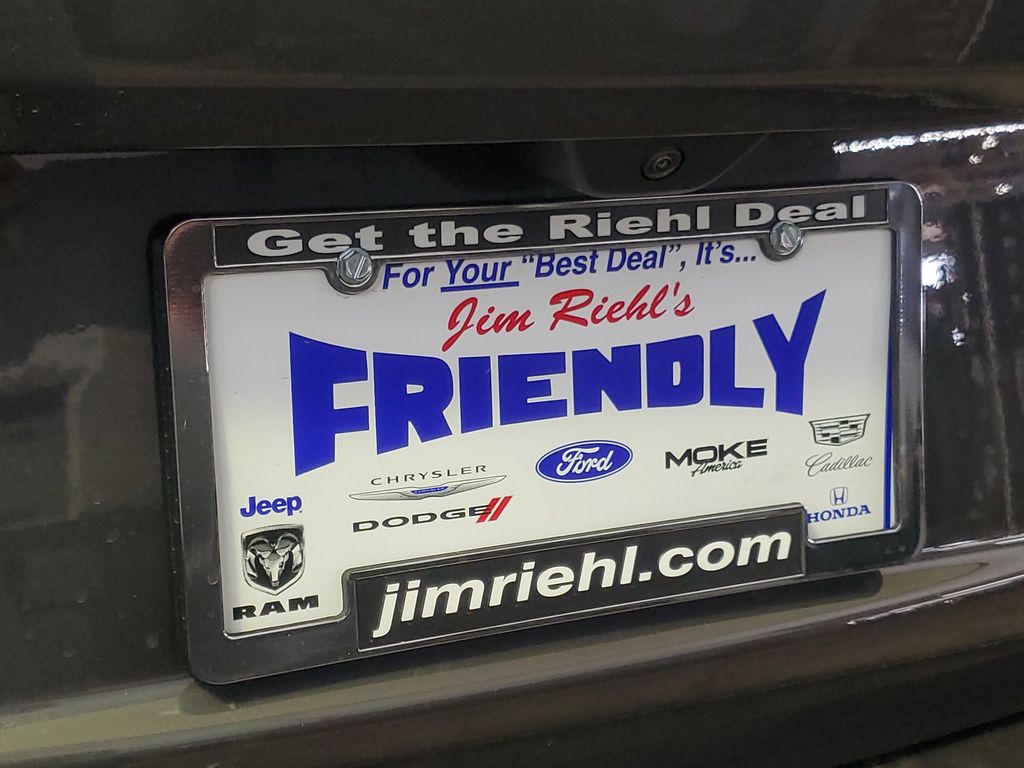 Get the Riehl Deal
For Your "Best Deal", It's...
Jim Riehl's
FRIENDLY
CHRYSLER
Ford
MOKE
America
Cadillac
Jeep
DODGE
HONDA
RAM
jimriehl.com